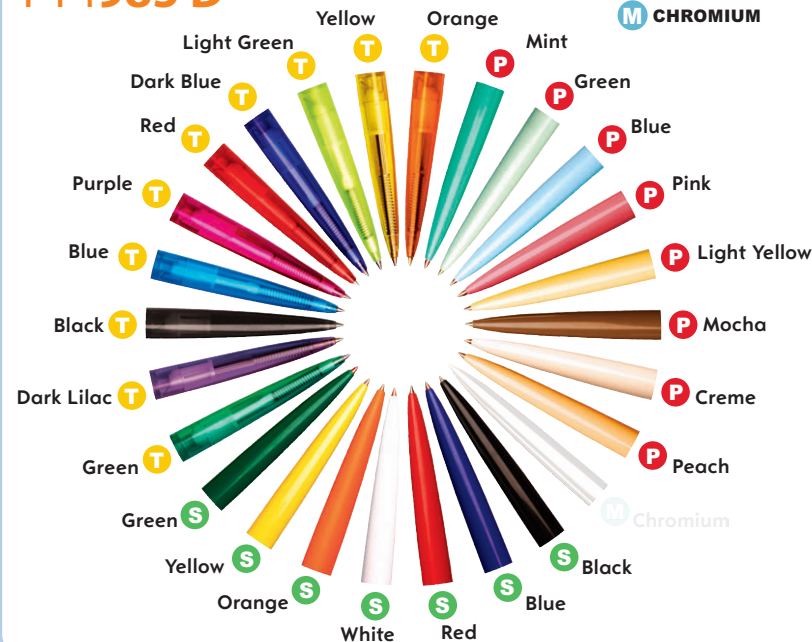 M CHROMIUM
Yellow T
Orange T
Light Green T
Mint P
Dark Blue T
Green P
Red T
Blue P
Purple T
Pink P
Blue T
Light Yellow P
Black T
Mocha P
Dark Lilac T
Creme P
Green T
Peach P
Green S
M Chromium
Yellow S
Black S
Orange S
Blue S
White S
Red S